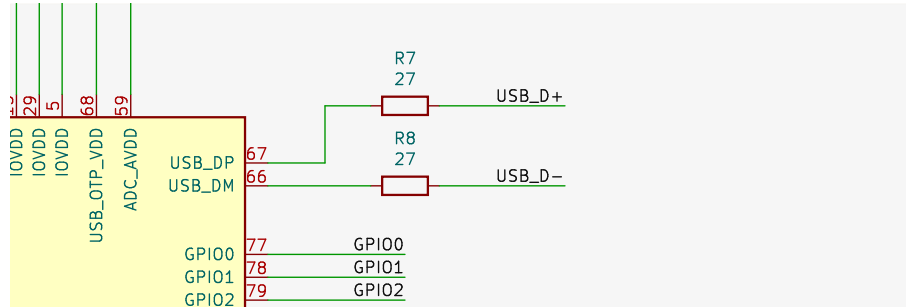 R7
27
USB_D+
29
5
68
59
R8
27
IOVDD
IOVDD
IOVDD
USB_OTP_VDD
ADC_AVDD
USB_DP
67
USB_DM
66
USB_D-
GPIO0
77
GPIO0
GPIO1
78
GPIO1
GPIO2
79
GPIO2